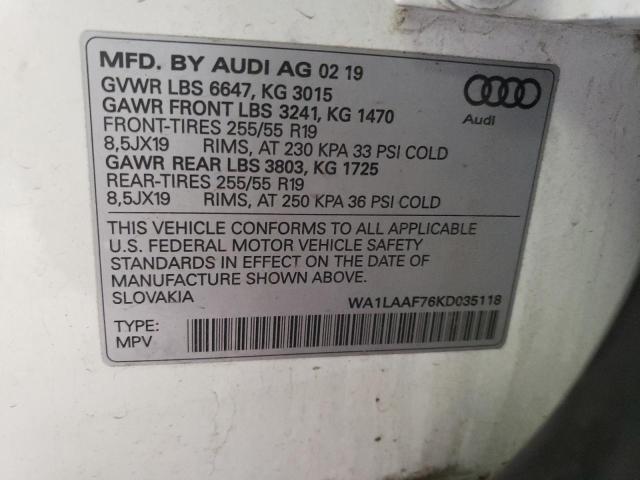 MFD. BY AUDI AG 02 19
GVWR LBS 6647, KG 3015
GAWR FRONT LBS 3241, KG 1470
FRONT-TIRES 255/55 R19
8,5JX19 RIMS, AT 230 KPA 33 PSI COLD
GAWR REAR LBS 3803, KG 1725
REAR-TIRES 255/55 R19
8,5JX19 RIMS, AT 250 KPA 36 PSI COLD
Audi
THIS VEHICLE CONFORMS TO ALL APPLICABLE
U.S. FEDERAL MOTOR VEHICLE SAFETY
STANDARDS IN EFFECT ON THE DATE OF
MANUFACTURE SHOWN ABOVE.
SLOVAKIA WA1LAAF76KD035118
TYPE:
MPV